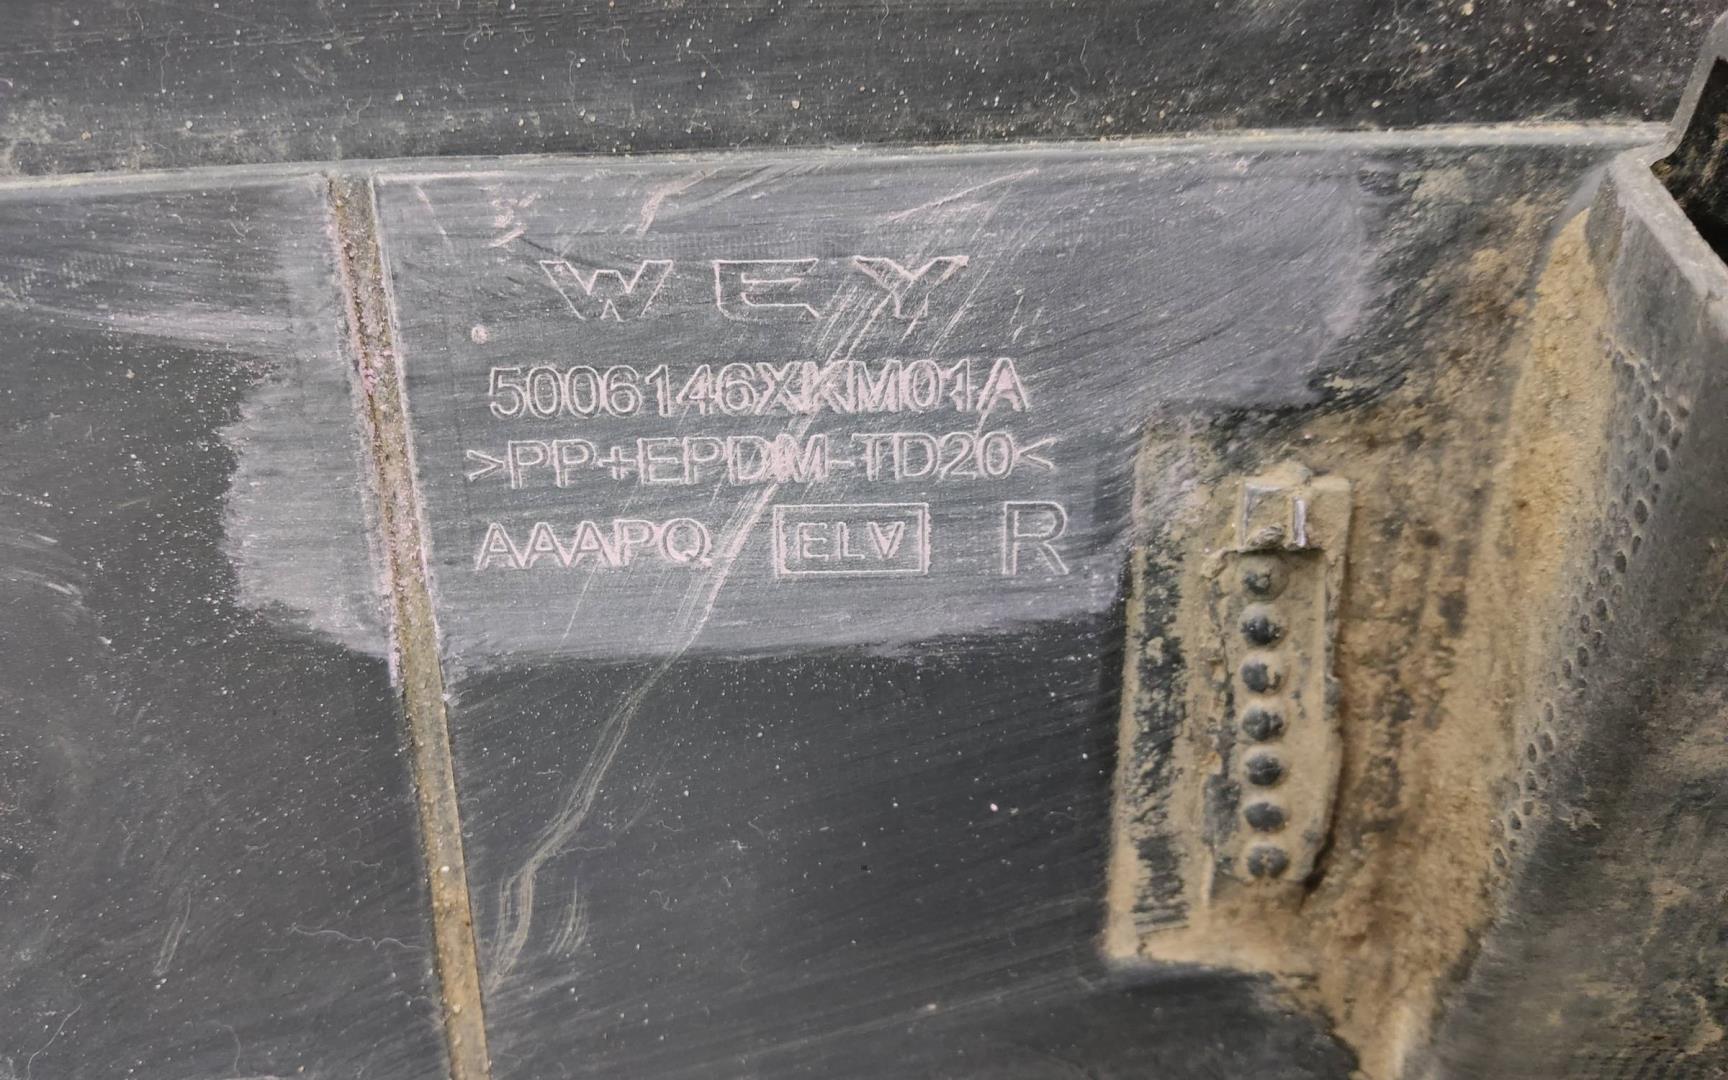 WEY
5006146XKM01A
>PP+EPDM-TD20<
AAAPQ ELV R